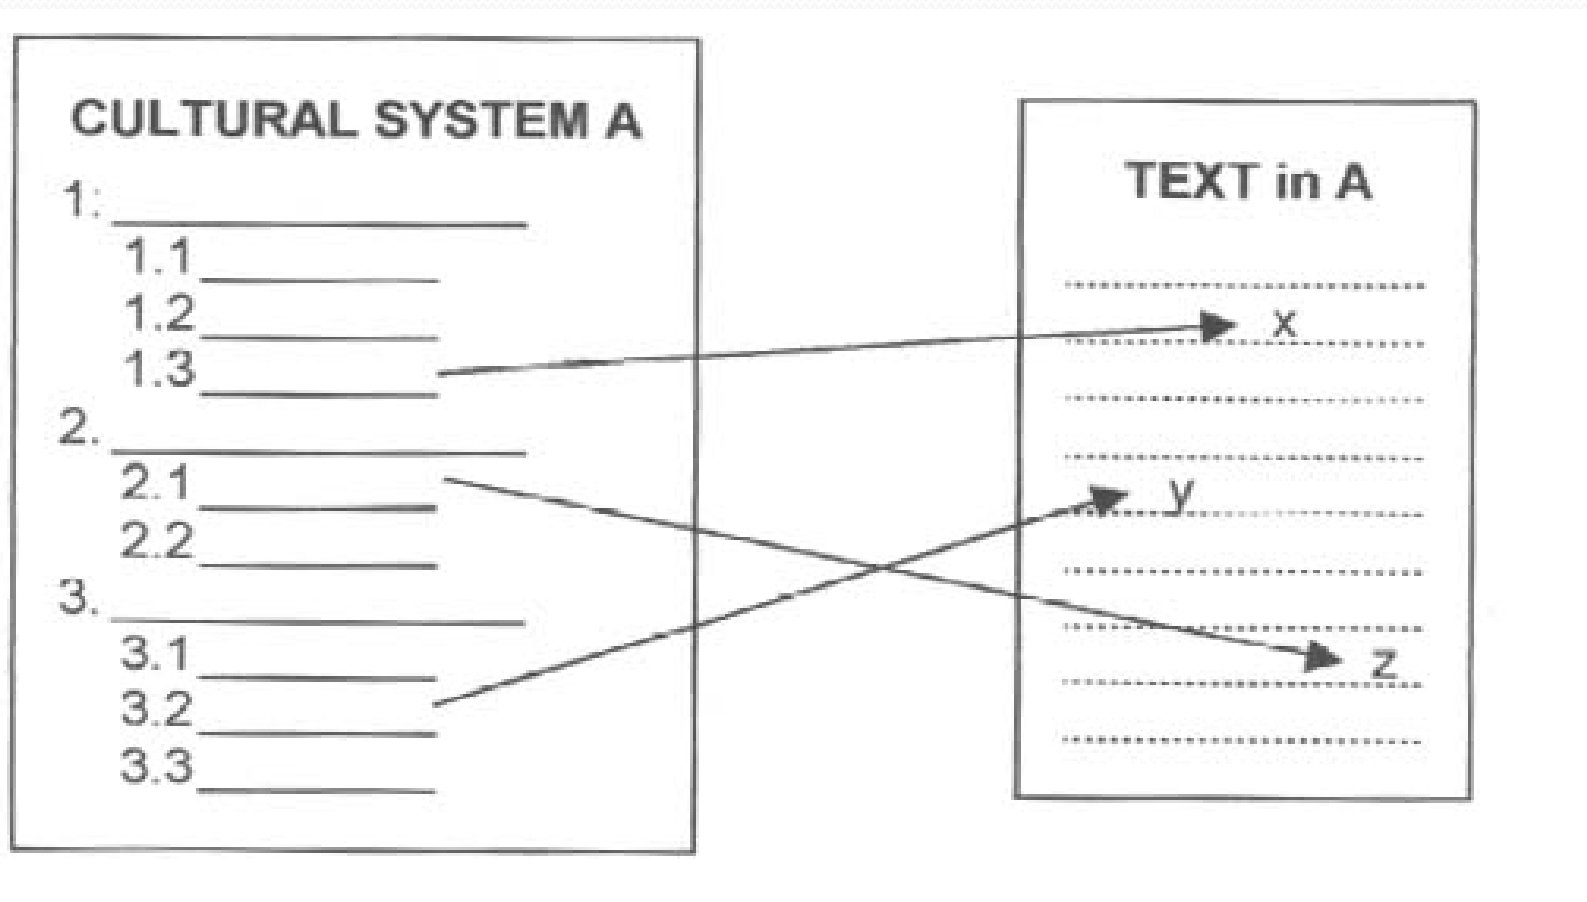 CULTURAL SYSTEM A
1:
1.1
1.2
1.3
2.
2.1
2.2
3.
3.1
3.2
3.3
TEXT in A
x
y
z